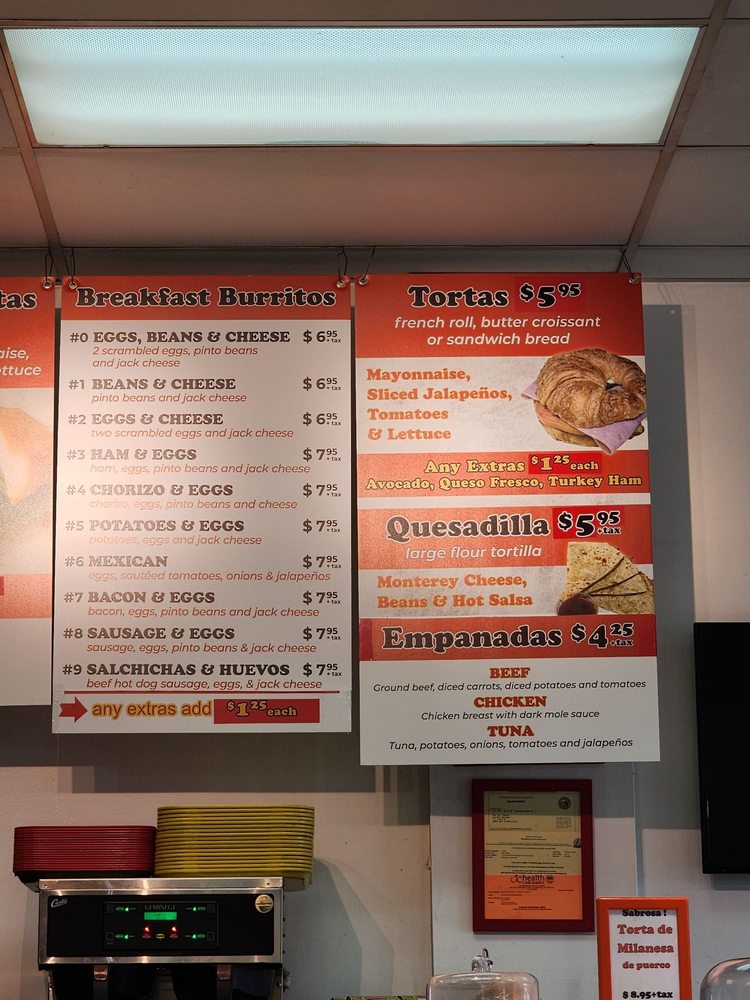 tas
aise,
ettuce
Breakfast Burritos
#0 EGGS, BEANS & CHEESE $ 6.95 +tax
2 scrambled eggs, pinto beans
and jack cheese
#1 BEANS & CHEESE $ 6.95 +tax
pinto beans and jack cheese
#2 EGGS & CHEESE $ 6.95 +tax
two scrambled eggs and jack cheese
#3 HAM & EGGS $ 7.95 +tax
ham, eggs, pinto beans and jack cheese
#4 CHORIZO & EGGS $ 7.95 +tax
chorizo, eggs, pinto beans and cheese
#5 POTATOES & EGGS $ 7.95 +tax
potatoes, eggs and jack cheese
#6 MEXICAN $ 7.95 +tax
eggs, sautéed tomatoes, onions & jalapeños
#7 BACON & EGGS $ 7.95 +tax
bacon, eggs, pinto beans and jack cheese
#8 SAUSAGE & EGGS $ 7.95 +tax
sausage, eggs, pinto beans & jack cheese
#9 SALCHICHAS & HUEVOS $ 7.95 +tax
beef hot dog sausage, eggs, & jack cheese
any extras add $1.25 each
Tortas $5.95
french roll, butter croissant
or sandwich bread
Mayonnaise,
Sliced Jalapeños,
Tomatoes
& Lettuce
Any Extras $1.25 each
Avocado, Queso Fresco, Turkey Ham
Quesadilla $5.95 +tax
large flour tortilla
Monterey Cheese,
Beans & Hot Salsa
Empanadas $4.25 +tax
BEEF
Ground beef, diced carrots, diced potatoes and tomatoes
CHICKEN
Chicken breast with dark mole sauce
TUNA
Tuna, potatoes, onions, tomatoes and jalapeños
Curtis
GEMINI GT
cchealth
Sabrosa !
Torta de
Milanesa
de puerco
$ 8.95+tax